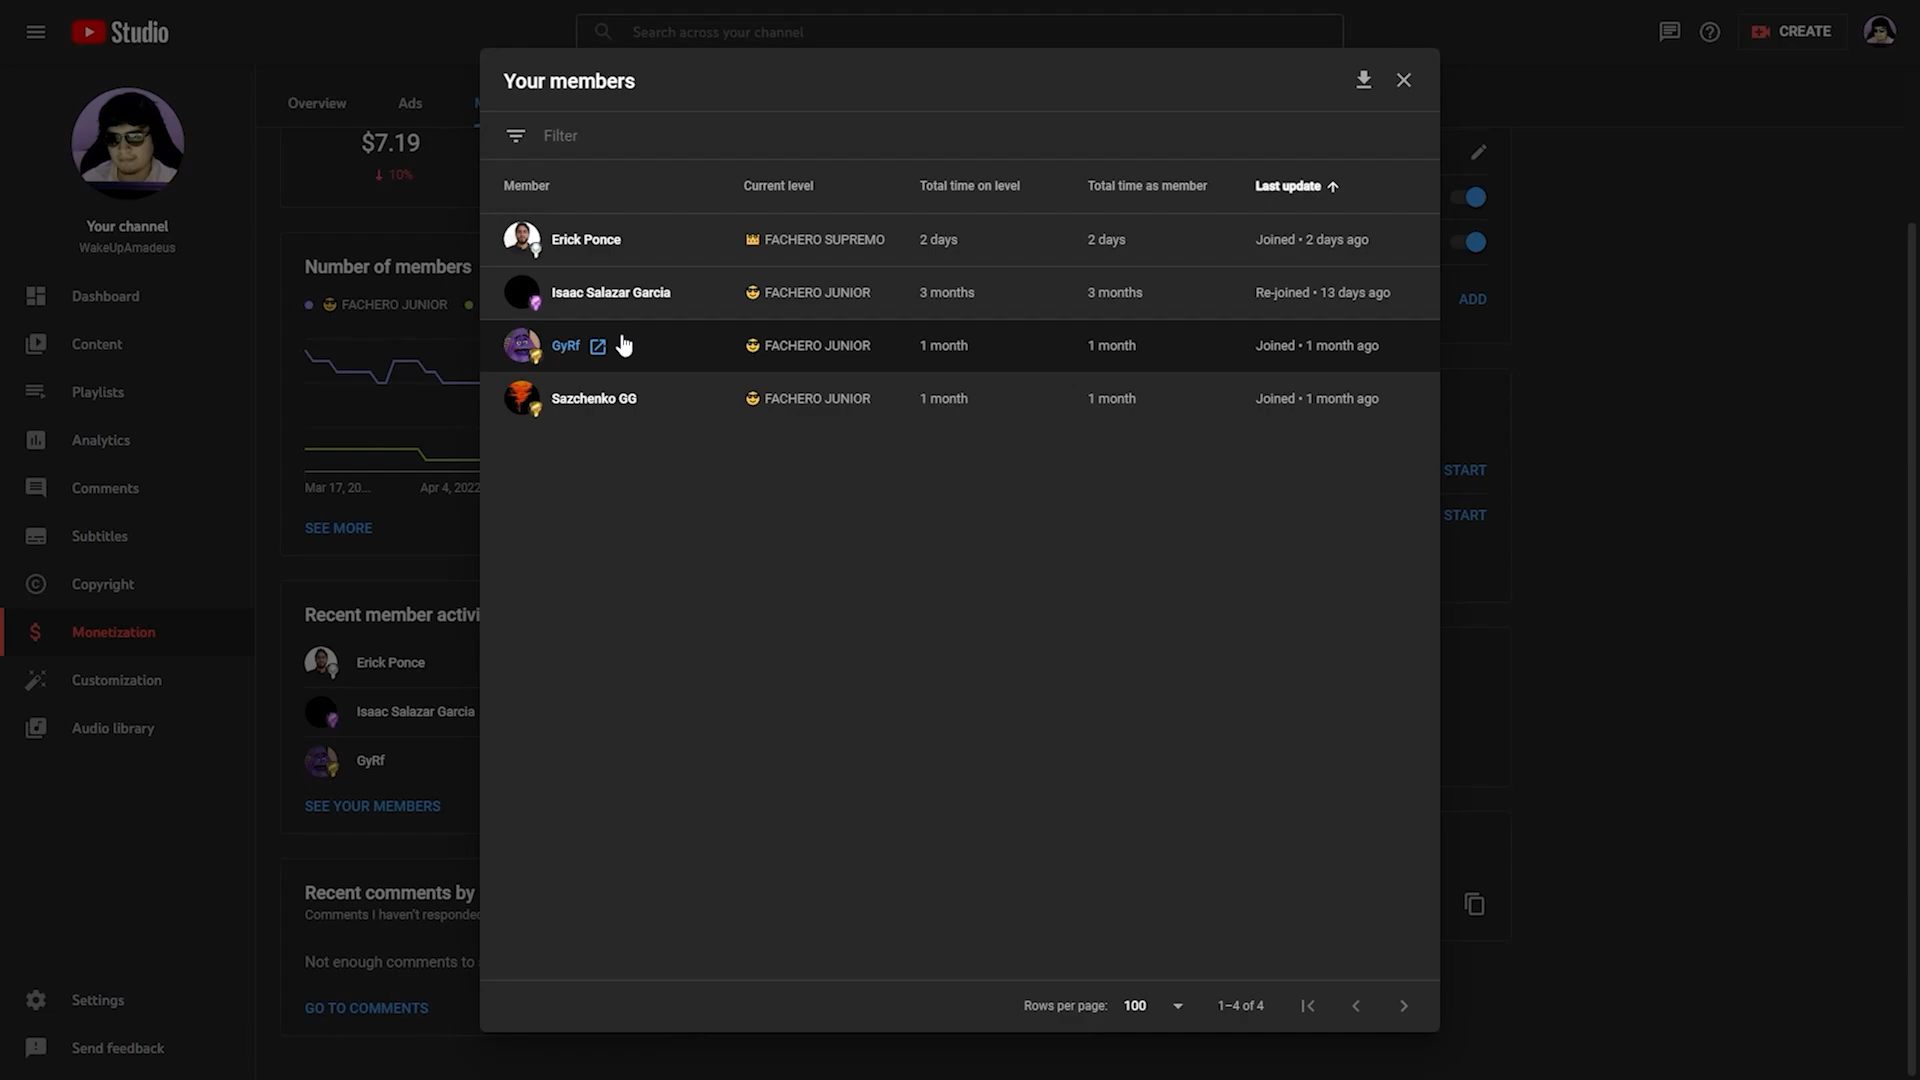 Studio
Search across your channel
CREATE
Your channel
WakeUpAmadeus
Dashboard
Content
Playlists
Analytics
Comments
Subtitles
Copyright
Monetization
Customization
Audio library
Settings
Send feedback
Overview
Ads
$7.19
10%
Number of members
FACHERO JUNIOR
Mar 17, 20...
Apr 4, 2022
SEE MORE
Recent member activi
Erick Ponce
Isaac Salazar Garcia
GyRf
SEE YOUR MEMBERS
Recent comments by
Comments I haven't responded
Not enough comments to
GO TO COMMENTS
Your members
Filter
Member Current level Total time on level Total time as member Last update
Erick Ponce FACHERO SUPREMO 2 days 2 days Joined • 2 days ago
Isaac Salazar Garcia FACHERO JUNIOR 3 months 3 months Re-joined • 13 days ago
GyRf FACHERO JUNIOR 1 month 1 month Joined • 1 month ago
Sazchenko GG FACHERO JUNIOR 1 month 1 month Joined • 1 month ago
Rows per page: 100 1–4 of 4
ADD
START
START